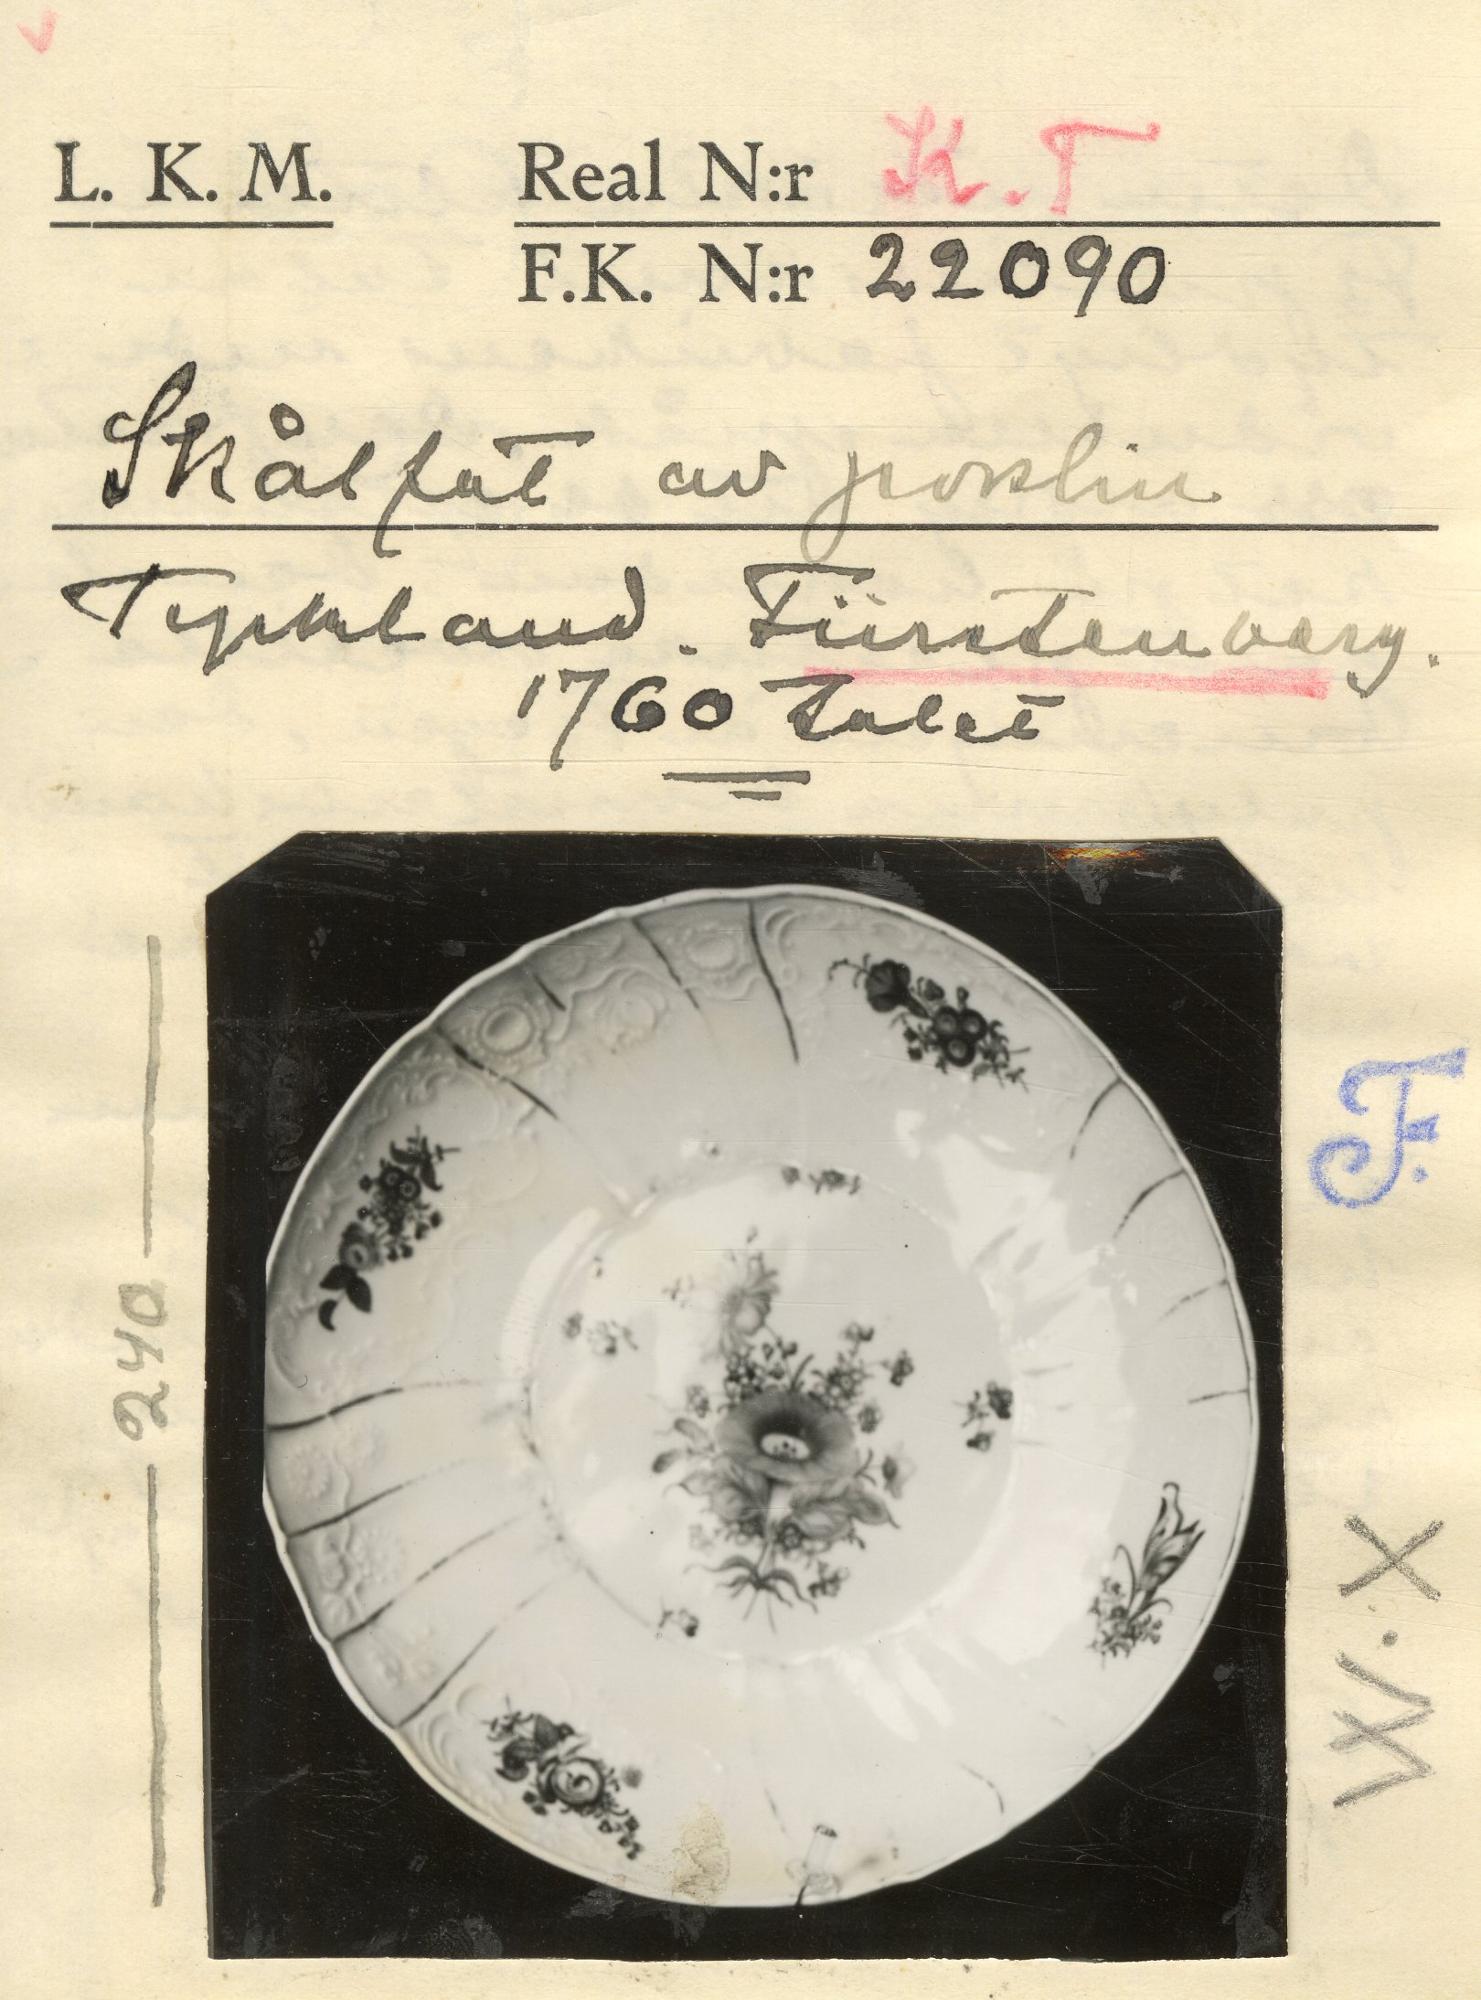 L. K. M.
Real N:r K.T
F.K. N:r 22090
Skålfat av porslin
Tyskland. Fürstenberg.
1760 talet
240
F.
W. X